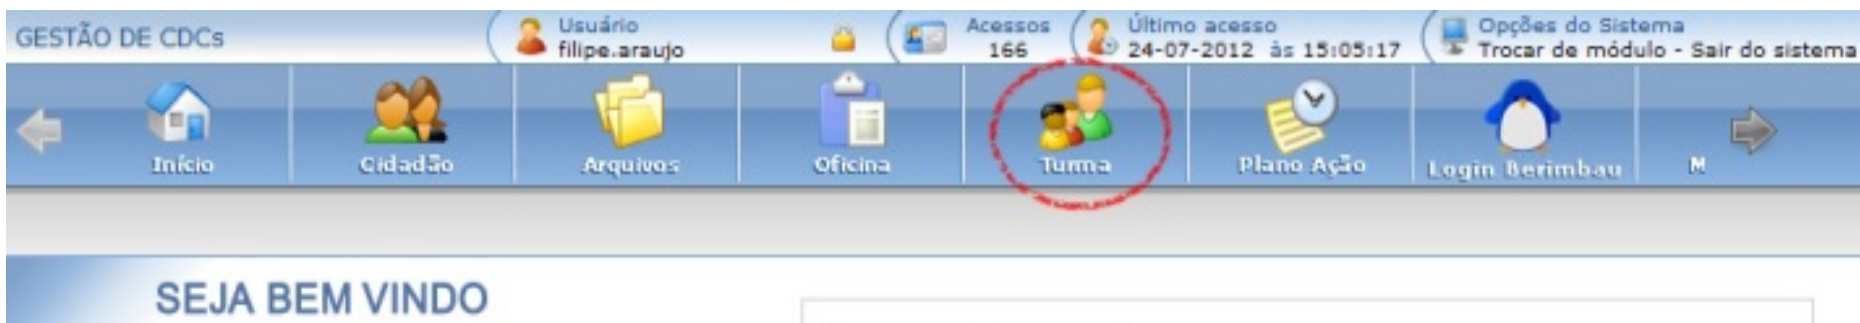 GESTÃO DE CDCs
Usuário
filipe.araujo
Acessos
166
Último acesso
24-07-2012 às 15:05:17
Opções do Sistema
Trocar de módulo - Sair do sistema
Início
Cidadão
Arquivos
Oficina
Turma
Plano Ação
Login Berimbau
M
SEJA BEM VINDO